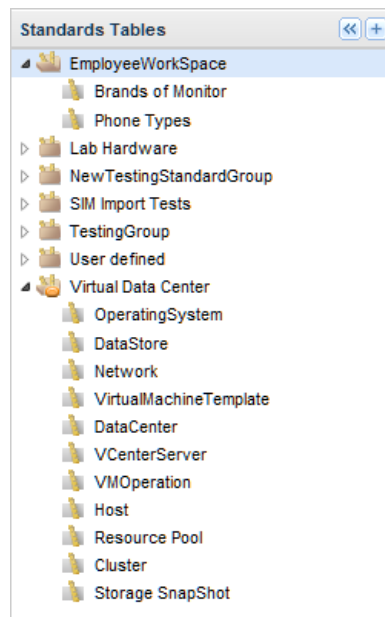 Standards Tables
EmployeeWorkSpace
Brands of Monitor
Phone Types
Lab Hardware
NewTestingStandardGroup
SIM Import Tests
TestingGroup
User defined
Virtual Data Center
OperatingSystem
DataStore
Network
VirtualMachineTemplate
DataCenter
VCenterServer
VMOperation
Host
Resource Pool
Cluster
Storage SnapShot